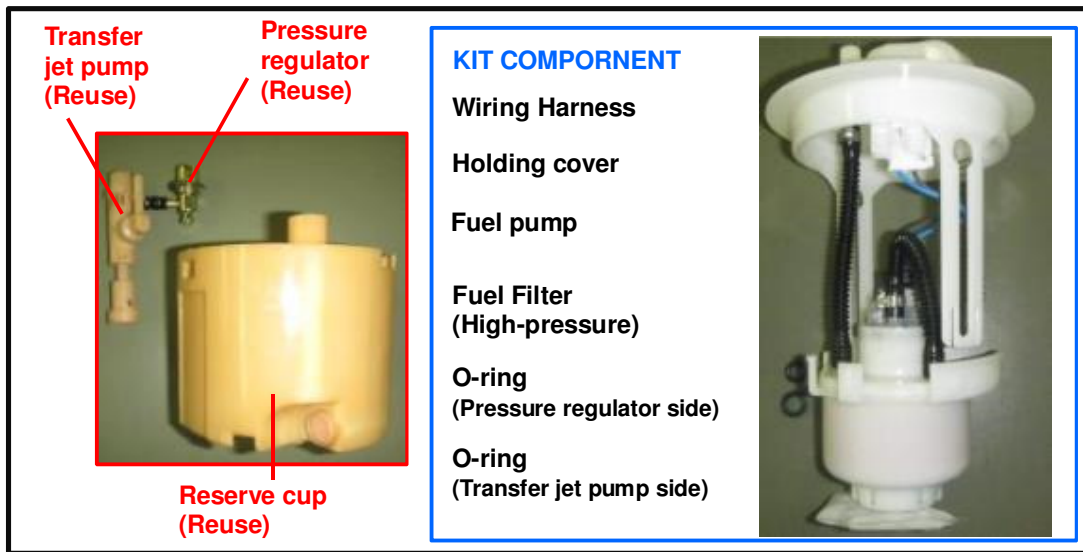 Transfer
jet pump
(Reuse)
Pressure
regulator
(Reuse)
Reserve cup
(Reuse)
KIT COMPORNENT
Wiring Harness
Holding cover
Fuel pump
Fuel Filter
(High-pressure)
O-ring
(Pressure regulator side)
O-ring
(Transfer jet pump side)